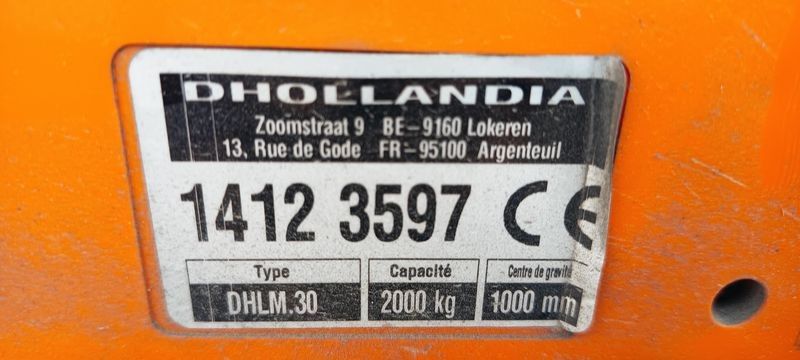 DHOLLANDIA
Zoomstraat 9 BE-9160 Lokeren
13, Rue de Gode FR-95100 Argenteuil
1412 3597 CE
Type Capacité Centre de gravité
DHLM.30 2000 kg 1000 mm